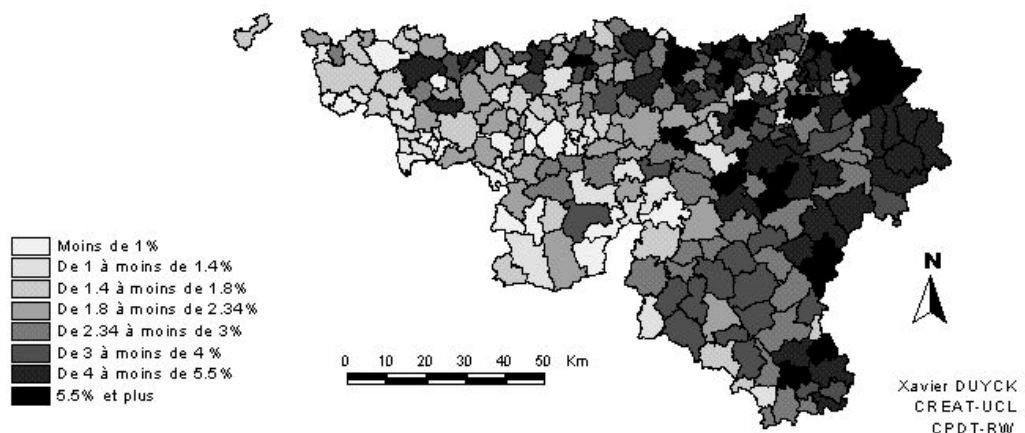 Moins de 1%
De 1 à moins de 1.4%
De 1.4 à moins de 1.8%
De 1.8 à moins de 2.34%
De 2.34 à moins de 3%
De 3 à moins de 4 %
De 4 à moins de 5.5%
5.5% et plus
0 10 20 30 40 50 Km
N
Xavier DUYCK
CREAT-UCL
CPDT-RW